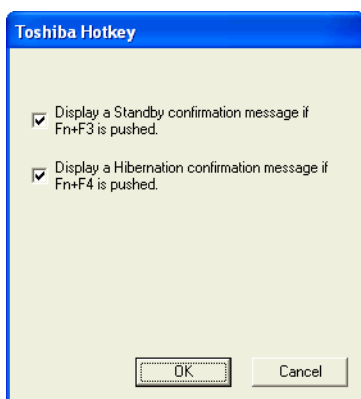 Toshiba Hotkey
Display a Standby confirmation message if
Fn+F3 is pushed.
Display a Hibernation confirmation message if
Fn+F4 is pushed.
OK
Cancel